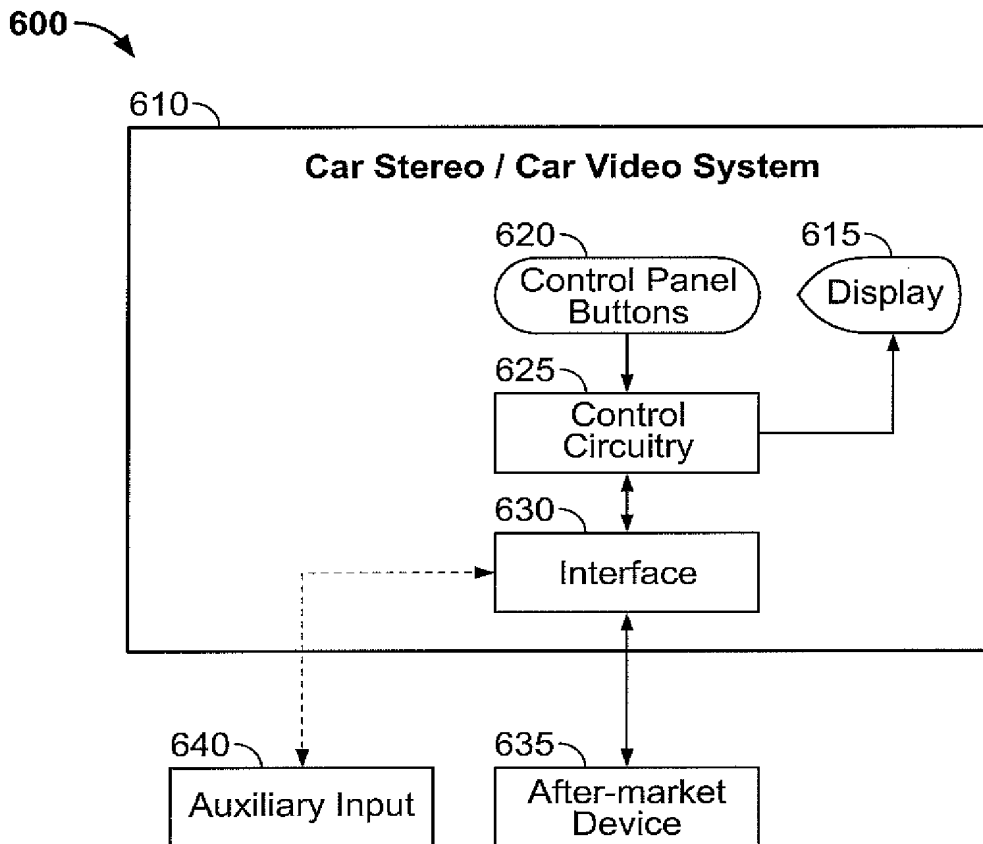 600
610
Car Stereo / Car Video System
620
615
Control Panel
Buttons
Display
625
Control
Circuitry
630
Interface
640
635
Auxiliary Input
After-market
Device